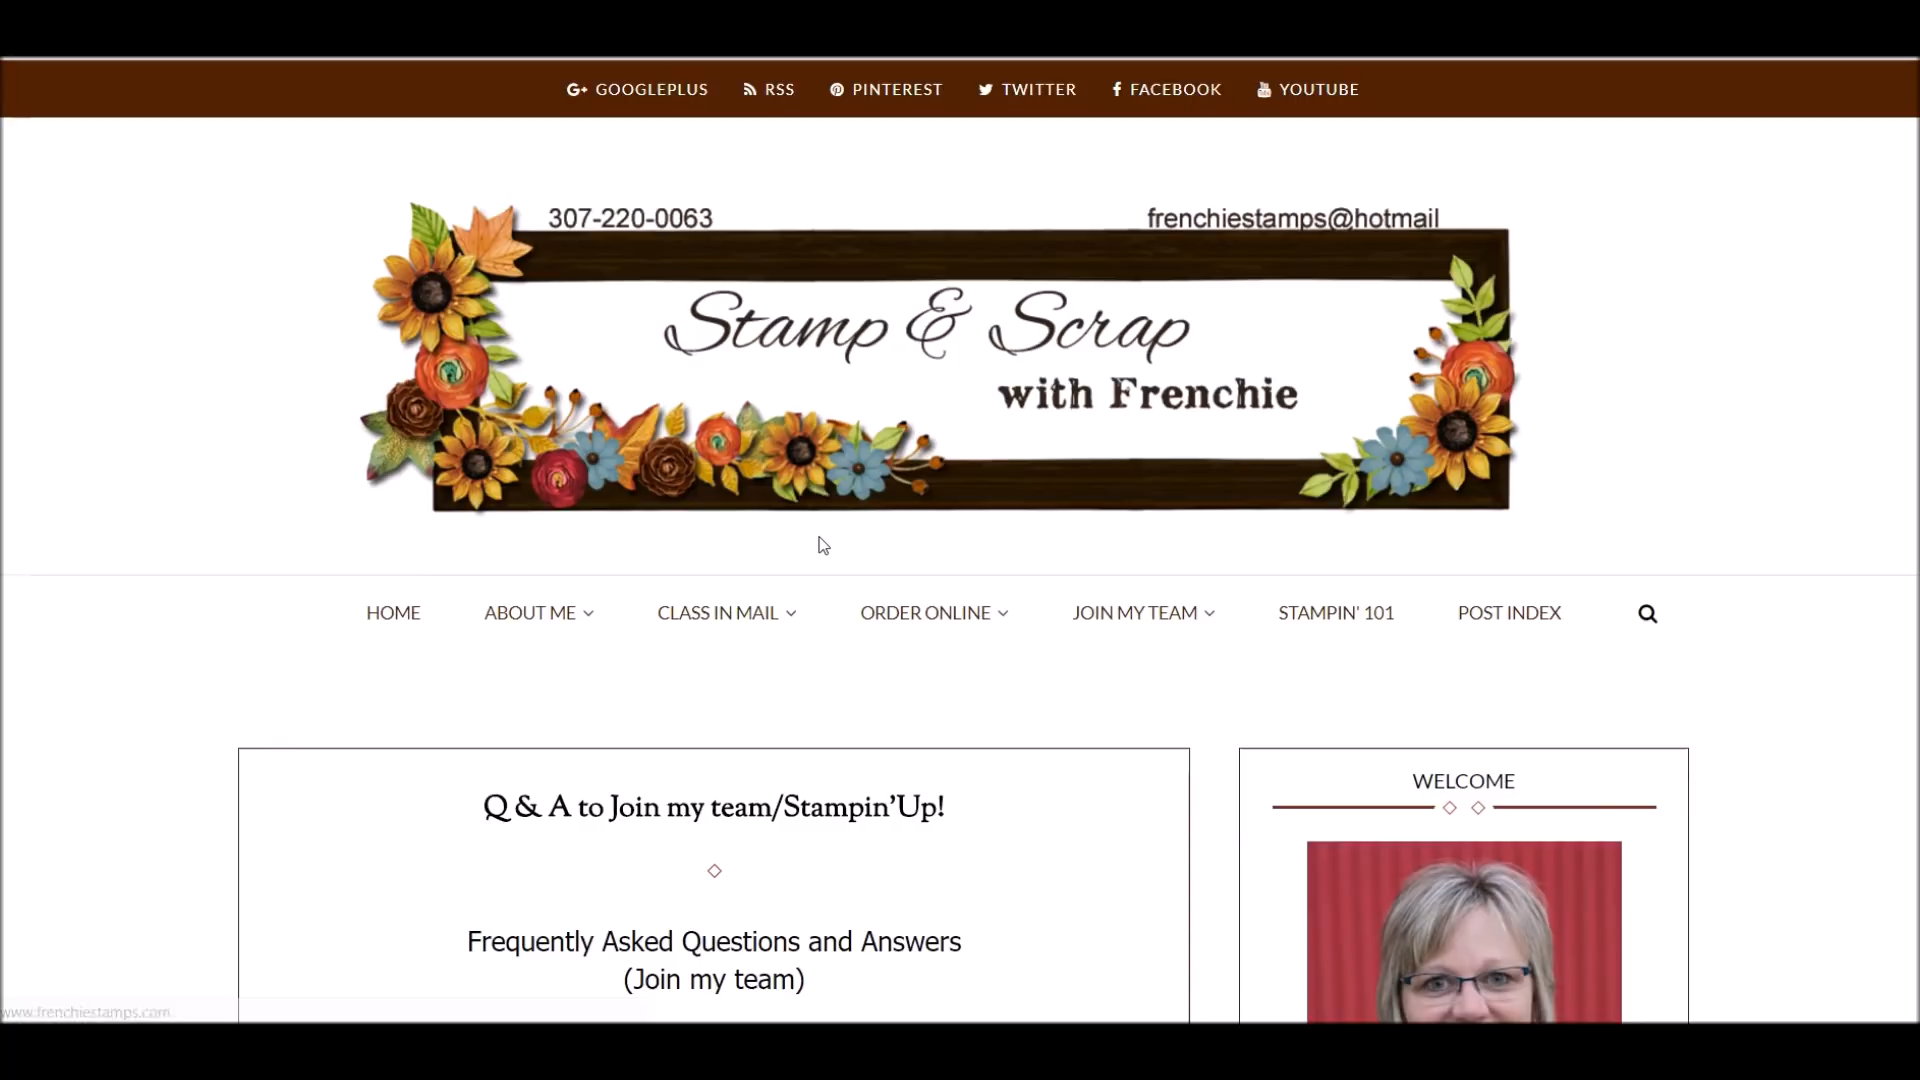 GOOGLEPLUS RSS PINTEREST TWITTER FACEBOOK YOUTUBE
307-220-0063 frenchiestamps@hotmail
Stamp & Scrap
with Frenchie
HOME ABOUT ME CLASS IN MAIL ORDER ONLINE JOIN MY TEAM STAMPIN' 101 POST INDEX
Q & A to Join my team/Stampin’Up!
WELCOME
Frequently Asked Questions and Answers
(Join my team)
www.frenchiestamps.com